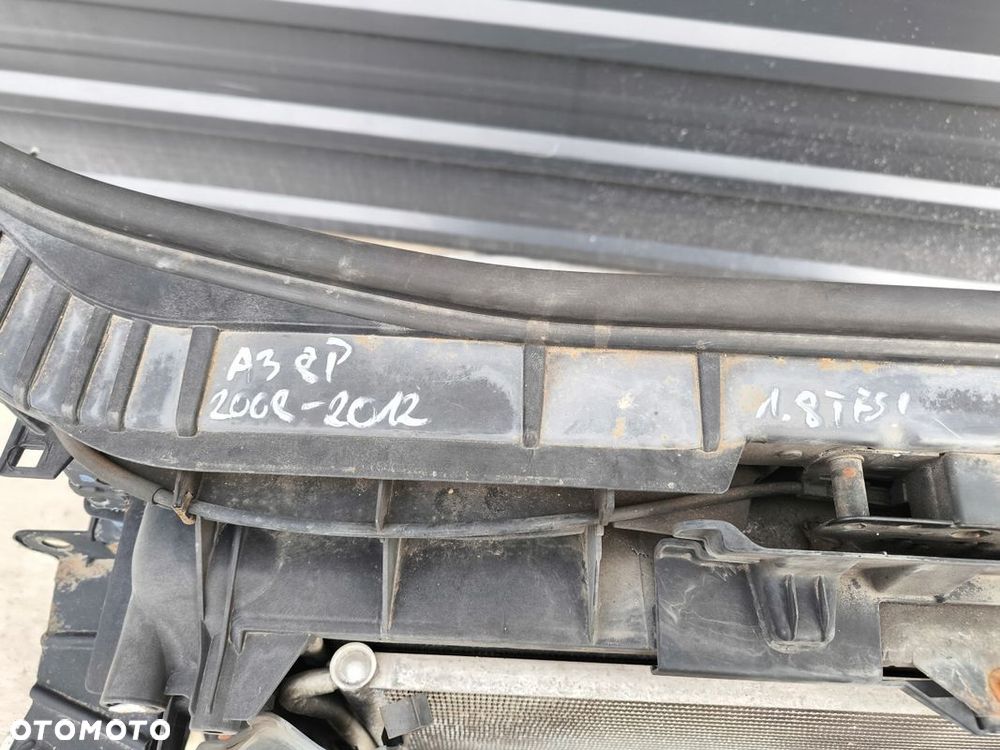 A3 8P
2008-2012
1.8TFSI
OTOMOTO